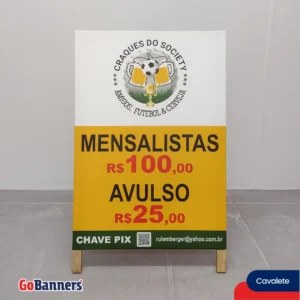 CRAQUES DO SOCIETY
AMIGOS, FUTEBOL & CERVEJA
MENSALISTAS
R$100,00
AVULSO
R$25,00
CHAVE PIX
rulemberger@yahoo.com.br
GoBanners
Cavalete